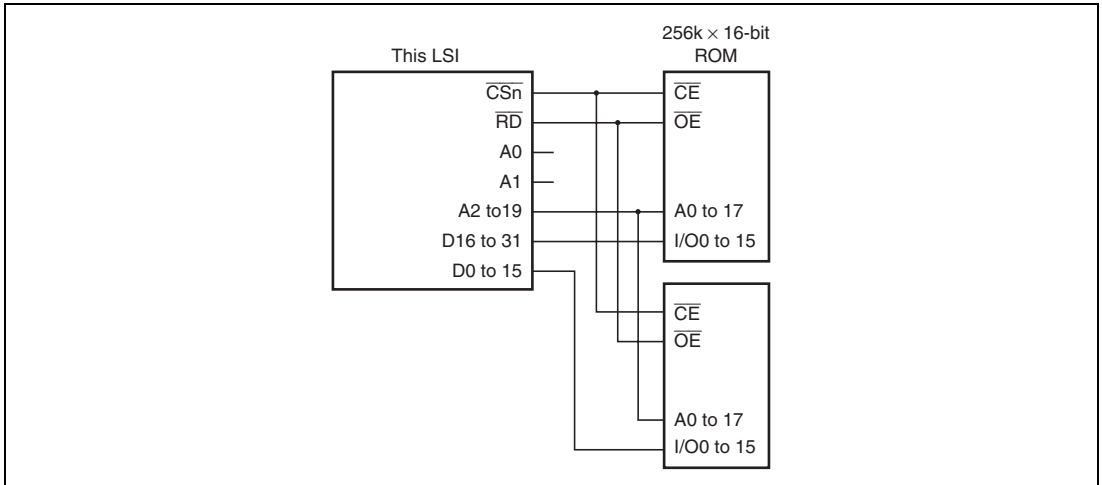 256k × 16-bit
ROM
This LSI
CSn
RD
A0
A1
A2 to19
D16 to 31
D0 to 15
CE
OE
A0 to 17
I/O0 to 15
CE
OE
A0 to 17
I/O0 to 15